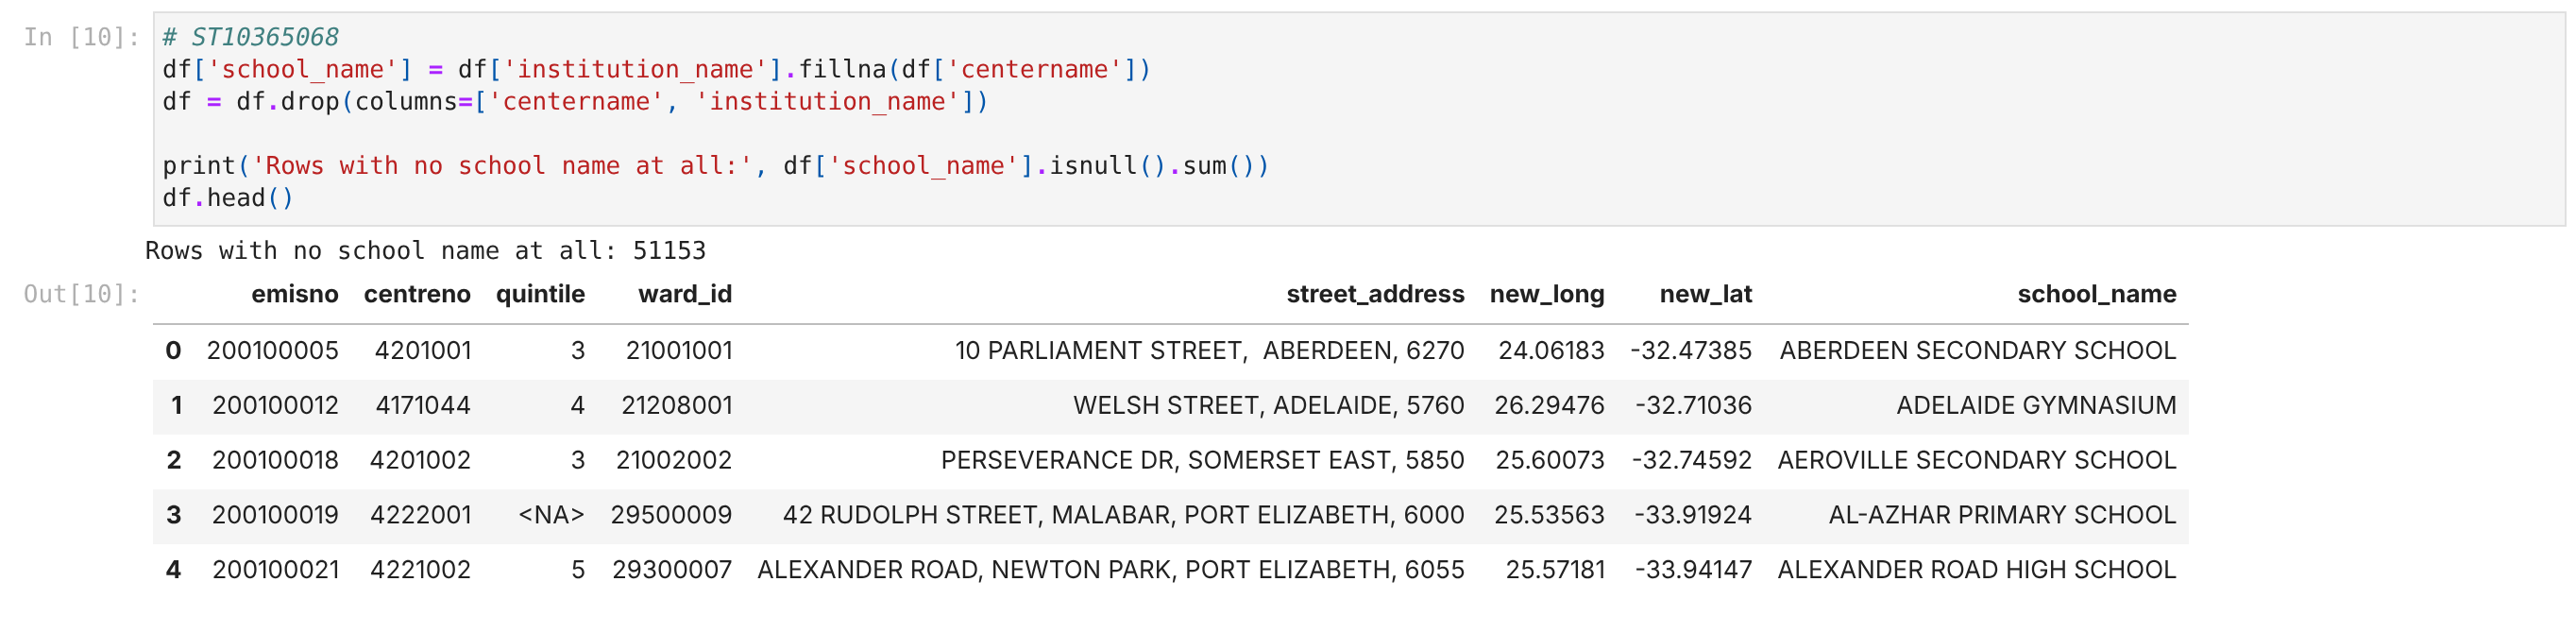 In [10]:
# ST10365068
df['school_name'] = df['institution_name'].fillna(df['centername'])
df = df.drop(columns=['centername', 'institution_name'])
print('Rows with no school name at all:', df['school_name'].isnull().sum())
df.head()
Rows with no school name at all: 51153
Out[10]:
emisno centreno quintile ward_id street_address new_long new_lat school_name
0 200100005 4201001 3 21001001 10 PARLIAMENT STREET,  ABERDEEN, 6270 24.06183 -32.47385 ABERDEEN SECONDARY SCHOOL
1 200100012 4171044 4 21208001 WELSH STREET, ADELAIDE, 5760 26.29476 -32.71036 ADELAIDE GYMNASIUM
2 200100018 4201002 3 21002002 PERSEVERANCE DR, SOMERSET EAST, 5850 25.60073 -32.74592 AEROVILLE SECONDARY SCHOOL
3 200100019 4222001 <NA> 29500009 42 RUDOLPH STREET, MALABAR, PORT ELIZABETH, 6000 25.53563 -33.91924 AL-AZHAR PRIMARY SCHOOL
4 200100021 4221002 5 29300007 ALEXANDER ROAD, NEWTON PARK, PORT ELIZABETH, 6055 25.57181 -33.94147 ALEXANDER ROAD HIGH SCHOOL